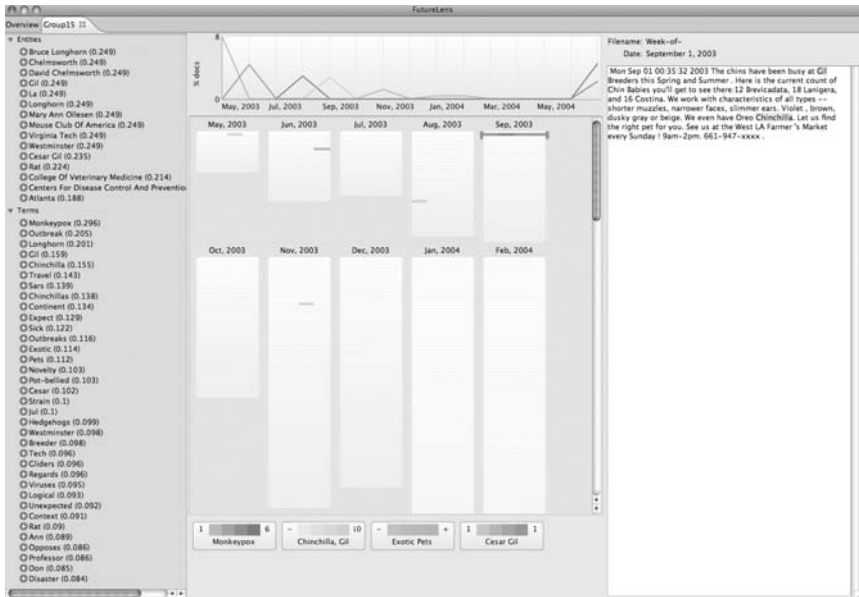 FutureLens
Overview Group15
Entities
Bruce Longhorn (0.249)
Chelmsworth (0.249)
David Chelmsworth (0.249)
Gil (0.249)
La (0.249)
Longhorn (0.249)
Mary Ann Ollesen (0.249)
Mouse Club Of America (0.249)
Virginia Tech (0.249)
Westminster (0.249)
Cesar Gil (0.235)
Rat (0.224)
College Of Veterinary Medicine (0.214)
Centers For Disease Control And Preventio
Atlanta (0.188)
Terms
Monkeypox (0.296)
Outbreak (0.205)
Longhorn (0.201)
Gil (0.159)
Chinchilla (0.155)
Travel (0.143)
Sars (0.139)
Chinchillas (0.138)
Continent (0.134)
Expect (0.129)
Sick (0.122)
Outbreaks (0.116)
Exotic (0.114)
Pets (0.112)
Novelty (0.103)
Pot-bellied (0.103)
Cesar (0.102)
Strain (0.1)
Jul (0.1)
Hedgehogs (0.099)
Westminster (0.098)
Breeder (0.098)
Tech (0.096)
Gliders (0.096)
Regards (0.096)
Viruses (0.095)
Logical (0.093)
Unexpected (0.092)
Context (0.091)
Rat (0.09)
Ann (0.089)
Opposes (0.086)
Professor (0.086)
Don (0.085)
Disaster (0.084)
8
% docs
0
May, 2003 Jul, 2003 Sep, 2003 Nov, 2003 Jan, 2004 Mar, 2004 May, 2004
May, 2003 Jun, 2003 Jul, 2003 Aug, 2003 Sep, 2003
Oct, 2003 Nov, 2003 Dec, 2003 Jan, 2004 Feb, 2004
1 6 - 10 - + 1 1
Monkeypox Chinchilla, Gil Exotic Pets Cesar Gil
Filename: Week-of-
Date: September 1, 2003
Mon Sep 01 00:35:32 2003 The chins have been busy at Gil
Breeders this Spring and Summer . Here is the current count of
Chin Babies you'll get to see there:12 Brevicadata, 18 Lanigera,
and 16 Costina. We work with characteristics of all types --
shorter muzzles, narrower faces, slimmer ears. Violet , brown,
dusky gray or beige. We even have Oreo Chinchilla. Let us find
the right pet for you. See us at the West LA Farmer 's Market
every Sunday ! 9am-2pm. 661-947-xxxx .